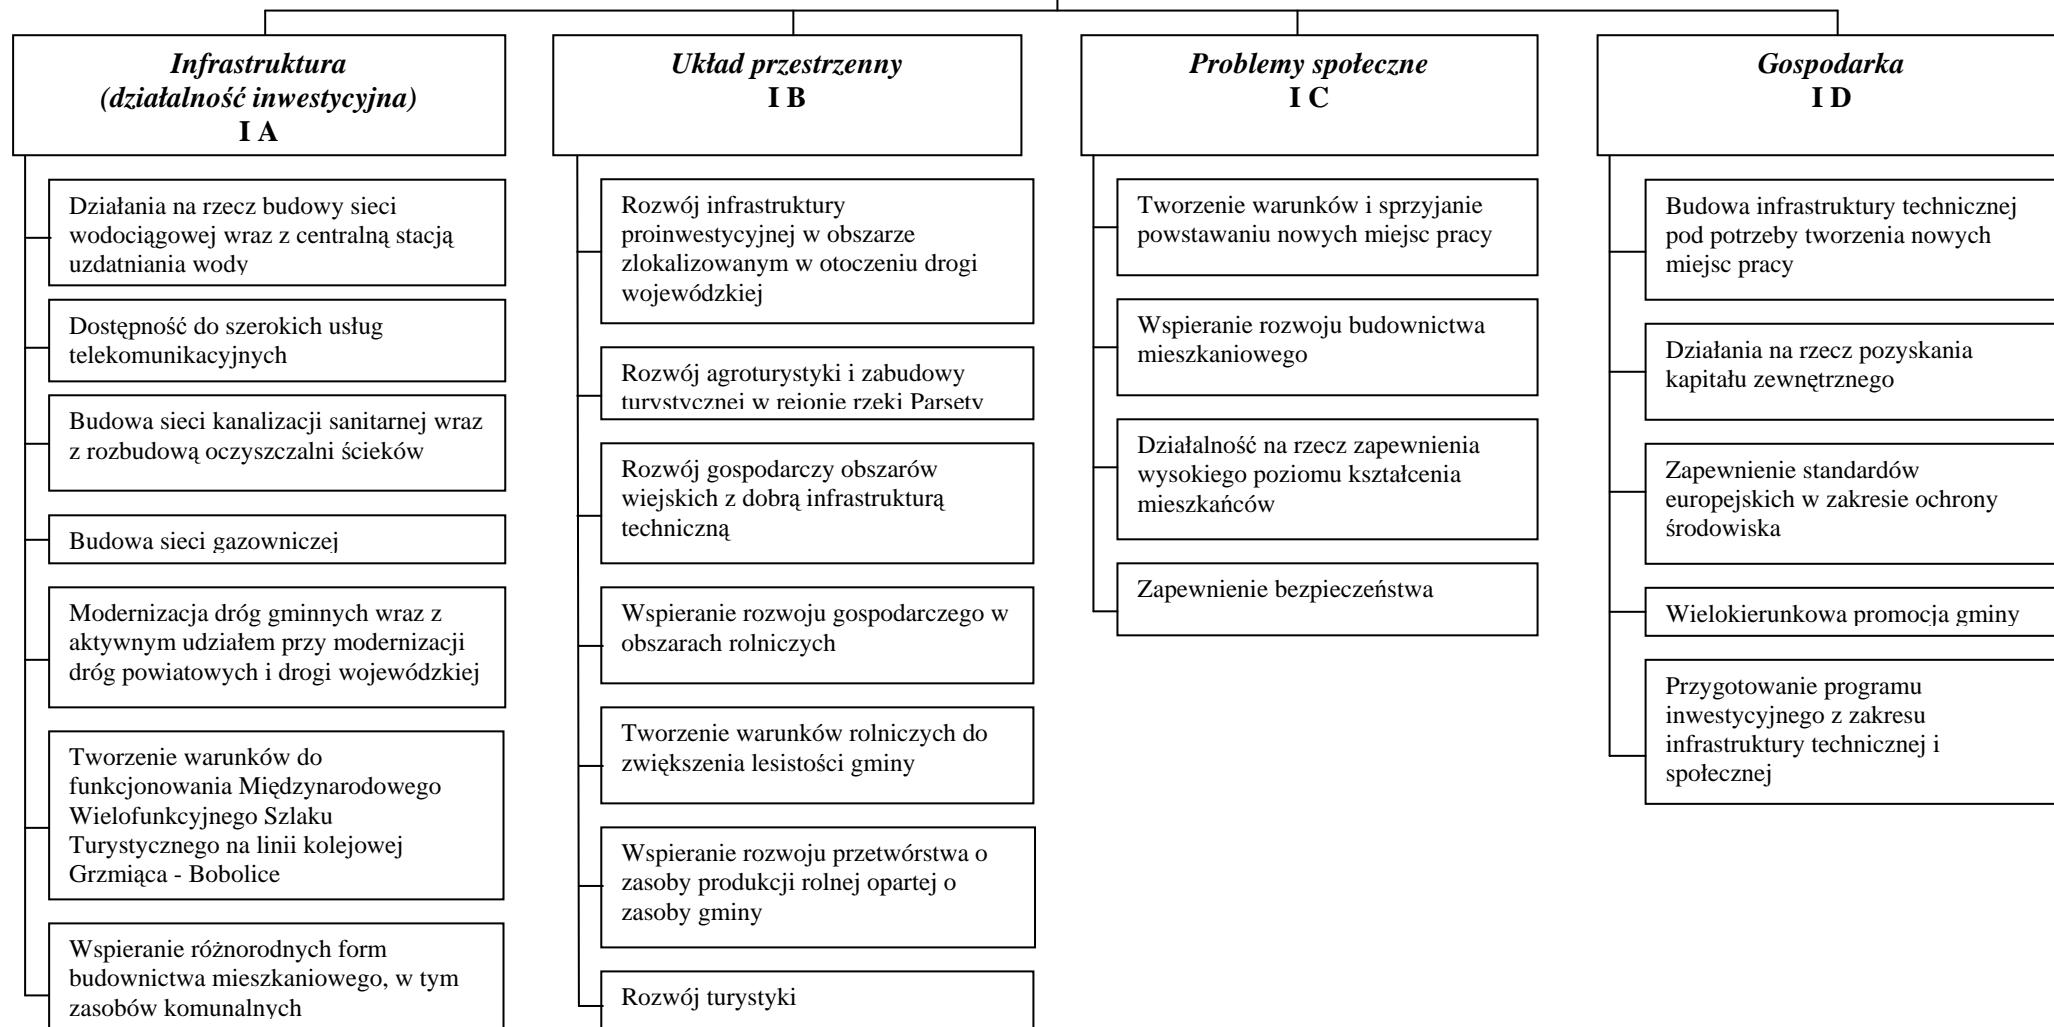 Infrastruktura
(działalność inwestycyjna)
I A
Działania na rzecz budowy sieci
wodociągowej wraz z centralną stacją
uzdatniania wody
Dostępność do szerokich usług
telekomunikacyjnych
Budowa sieci kanalizacji sanitarnej wraz
z rozbudową oczyszczalni ścieków
Budowa sieci gazowniczej
Modernizacja dróg gminnych wraz z
aktywnym udziałem przy modernizacji
dróg powiatowych i drogi wojewódzkiej
Tworzenie warunków do
funkcjonowania Międzynarodowego
Wielofunkcyjnego Szlaku
Turystycznego na linii kolejowej
Grzmiąca - Bobolice
Wspieranie różnorodnych form
budownictwa mieszkaniowego, w tym
zasobów komunalnych
Układ przestrzenny
I B
Rozwój infrastruktury
proinwestycyjnej w obszarze
zlokalizowanym w otoczeniu drogi
wojewódzkiej
Rozwój agroturystyki i zabudowy
turystycznej w rejonie rzeki Parsęty
Rozwój gospodarczy obszarów
wiejskich z dobrą infrastrukturą
techniczną
Wspieranie rozwoju gospodarczego w
obszarach rolniczych
Tworzenie warunków rolniczych do
zwiększenia lesistości gminy
Wspieranie rozwoju przetwórstwa o
zasoby produkcji rolnej opartej o
zasoby gminy
Rozwój turystyki
Problemy społeczne
I C
Tworzenie warunków i sprzyjanie
powstawaniu nowych miejsc pracy
Wspieranie rozwoju budownictwa
mieszkaniowego
Działalność na rzecz zapewnienia
wysokiego poziomu kształcenia
mieszkańców
Zapewnienie bezpieczeństwa
Gospodarka
I D
Budowa infrastruktury technicznej
pod potrzeby tworzenia nowych
miejsc pracy
Działania na rzecz pozyskania
kapitału zewnętrznego
Zapewnienie standardów
europejskich w zakresie ochrony
środowiska
Wielokierunkowa promocja gminy
Przygotowanie programu
inwestycyjnego z zakresu
infrastruktury technicznej i
społecznej